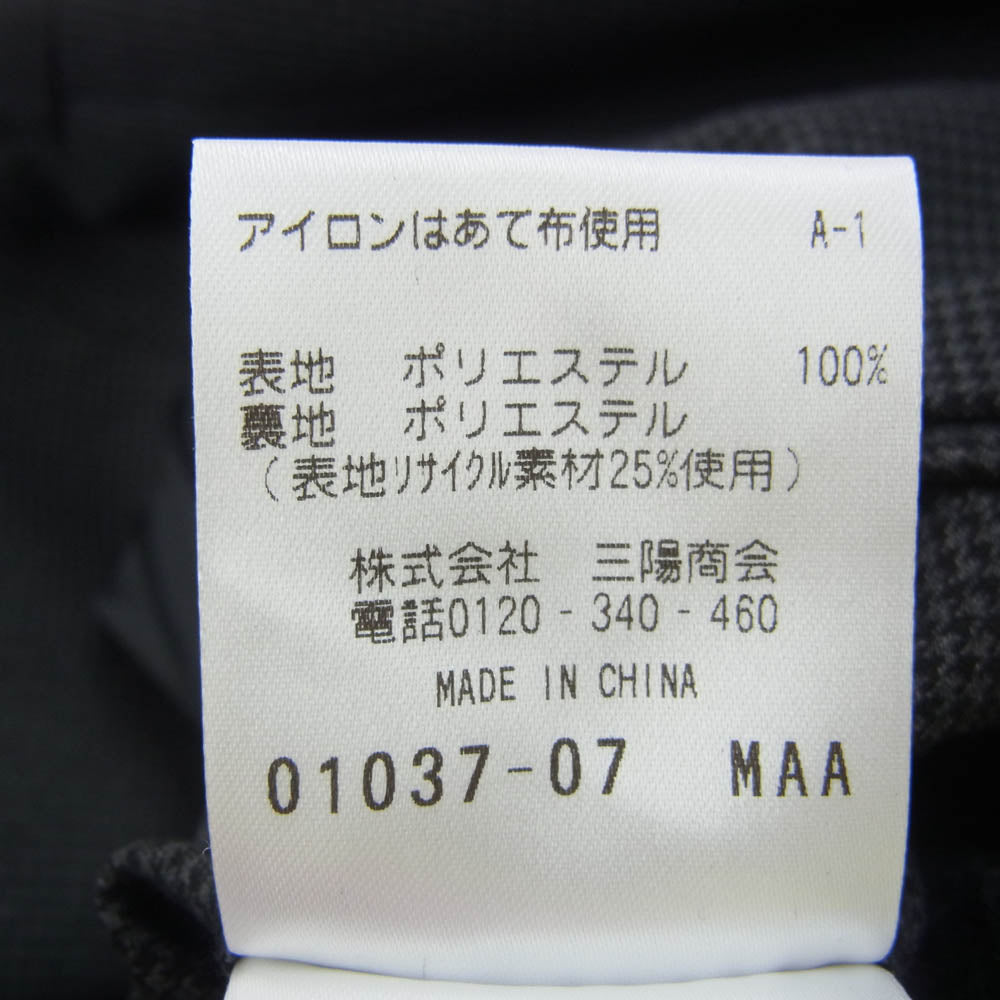 アイロンはあて布使用 A-1
表地 ポリエステル 100%
裏地 ポリエステル
(表地リサイクル素材25%使用)
株式会社 三陽商会
電話0120-340-460
MADE IN CHINA
01037-07 MAA